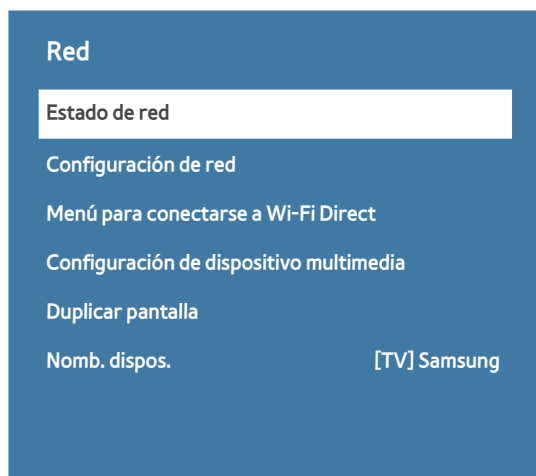 Red
Estado de red
Configuración de red
Menú para conectarse a Wi-Fi Direct
Configuración de dispositivo multimedia
Duplicar pantalla
Nomb. dispos. [TV] Samsung